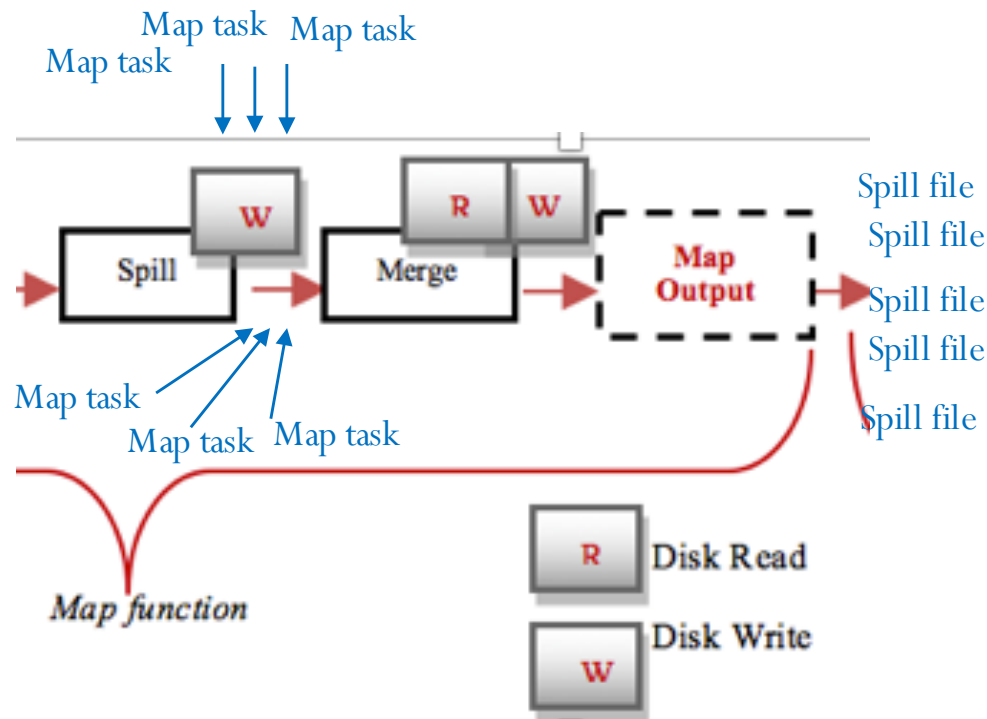 Map task
Map task
Map task
Spill file
Spill file
W
R
W
Spill
Merge
Map
Output
Spill file
Spill file
Spill file
Map task
Map task
Map task
R
Disk Read
Map function
W
Disk Write